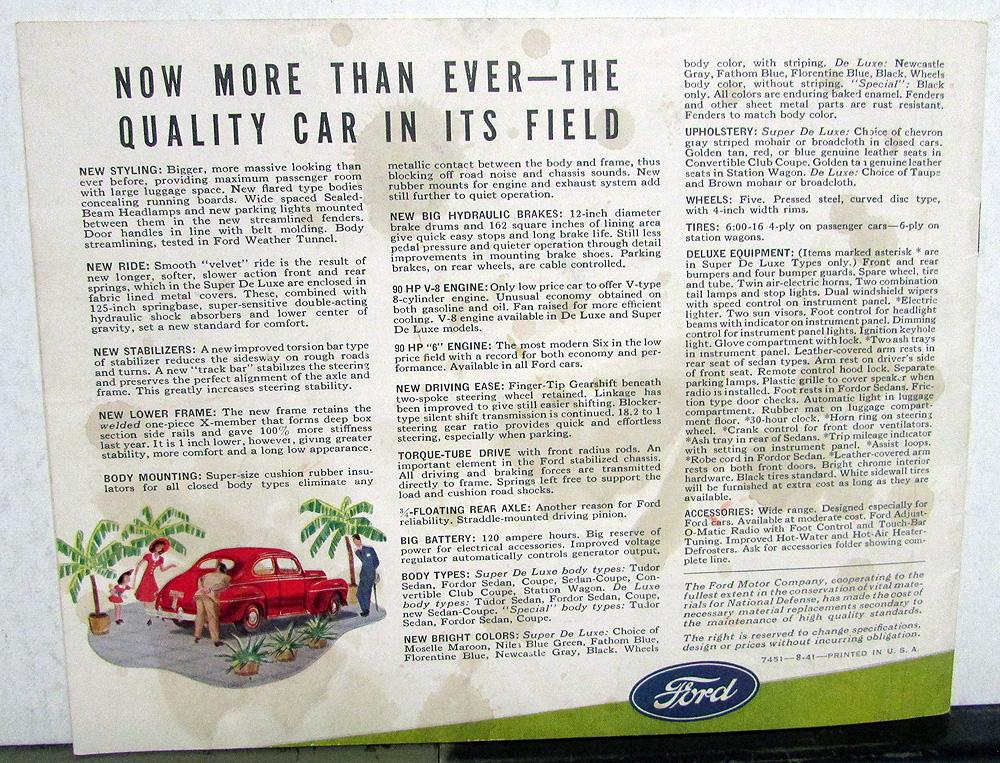 NOW MORE THAN EVER—THE
QUALITY CAR IN ITS FIELD
NEW STYLING: Bigger, more massive looking than
ever before, providing maximum passenger room
with large luggage space. New flared type bodies
concealing running boards. Wide spaced Sealed-
Beam Headlamps and new parking lights mounted
between them in the new streamlined fenders.
Door handles in line with belt molding. Body
streamlining, tested in Ford Weather Tunnel.
NEW RIDE: Smooth "velvet" ride is the result of
new longer, softer, slower action front and rear
springs, which in the Super De Luxe are enclosed in
fabric lined metal covers. These, combined with
125-inch springbase, super-sensitive double-acting
hydraulic shock absorbers and lower center of
gravity, set a new standard for comfort.
NEW STABILIZERS: A new improved torsion bar type
of stabilizer reduces the sidesway on rough roads
and turns. A new "track bar" stabilizes the steering
and preserves the perfect alignment of the axle and
frame. This greatly increases steering stability.
NEW LOWER FRAME: The new frame retains the
welded one-piece X-member that forms deep box
section side rails and gave 100% more stiffness
last year. It is 1 inch lower, however, giving greater
stability, more comfort and a long low appearance.
BODY MOUNTING: Super-size cushion rubber insu-
lators for all closed body types eliminate any
metallic contact between the body and frame, thus
blocking off road noise and chassis sounds. New
rubber mounts for engine and exhaust system add
still further to quiet operation.
NEW BIG HYDRAULIC BRAKES: 12-inch diameter
brake drums and 162 square inches of lining area
give quick easy stops and long brake life. Still less
pedal pressure and quieter operation through detail
improvements in mounting brake shoes. Parking
brakes, on rear wheels, are cable controlled.
90 HP V-8 ENGINE: Only low price car to offer V-type
8-cylinder engine. Unusual economy obtained on
both gasoline and oil. Fan raised for more efficient
cooling. V-8 engine available in De Luxe and Super
De Luxe models.
90 HP "6" ENGINE: The most modern Six in the low
price field with a record for both economy and per-
formance. Available in all Ford cars.
NEW DRIVING EASE: Finger-Tip Gearshift beneath
two-spoke steering wheel retained. Linkage has
been improved to give still easier shifting. Blocker-
type silent shift transmission is continued. 18.2 to 1
steering gear ratio provides quick and effortless
steering, especially when parking.
TORQUE-TUBE DRIVE with front radius rods. An
important element in the Ford stabilized chassis.
All driving and braking forces are transmitted
directly to frame. Springs left free to support the
load and cushion road shocks.
¾-FLOATING REAR AXLE: Another reason for Ford
reliability. Straddle-mounted driving pinion.
BIG BATTERY: 120 ampere hours. Big reserve of
power for electrical accessories. Improved voltage
regulator automatically controls generator output.
BODY TYPES: Super De Luxe body types: Tudor
Sedan, Fordor Sedan, Coupe, Sedan-Coupe, Con-
vertible Club Coupe, Station Wagon. De Luxe
body types: Tudor Sedan, Fordor Sedan, Coupe,
new Sedan-Coupe. "Special" body types: Tudor
Sedan, Fordor Sedan, Coupe.
NEW BRIGHT COLORS: Super De Luxe: Choice of
Moselle Maroon, Niles Blue Green, Fathom Blue,
Florentine Blue, Newcastle Gray, Black. Wheels
body color, with striping. De Luxe: Newcastle
Gray, Fathom Blue, Florentine Blue, Black. Wheels
body color, without striping. "Special": Black
only. All colors are enduring baked enamel. Fenders
and other sheet metal parts are rust resistant.
Fenders to match body color.
UPHOLSTERY: Super De Luxe: Choice of chevron
gray striped mohair or broadcloth in closed cars.
Golden tan, red, or blue genuine leather seats in
Convertible Club Coupe. Golden tan genuine leather
seats in Station Wagon. De Luxe: Choice of Taupe
and Brown mohair or broadcloth.
WHEELS: Five. Pressed steel, curved disc type,
with 4-inch width rims.
TIRES: 6:00-16 4-ply on passenger cars—6-ply on
station wagons.
DELUXE EQUIPMENT: (Items marked asterisk * are
in Super De Luxe Types only.) Front and rear
bumpers and four bumper guards. Spare wheel, tire
and tube. Twin air-electric horns. Two combination
tail lamps and stop lights. Dual windshield wipers
with speed control on instrument panel. *Electric
lighter. Two sun visors. Foot control for headlight
beams with indicator on instrument panel. Dimming
control for instrument panel lights. Ignition keyhole
light. Glove compartment with lock. *Two ash trays
in instrument panel. Leather-covered arm rests in
rear seat of sedan types. Arm rest on driver's side
of front seat. Remote control hood lock. Separate
parking lamps. Plastic grille to cover speaker when
radio is installed. Foot rests in Fordor Sedans. Fric-
tion type door checks. Automatic light in luggage
compartment. Rubber mat on luggage compart-
ment floor. *30-hour clock. *Horn ring on steering
wheel. *Crank control for front door ventilators.
*Ash tray in rear of Sedans. *Trip mileage indicator
with setting on instrument panel. *Assist loops.
*Robe cord in Fordor Sedan. *Leather-covered arm
rests on both front doors. Bright chrome interior
hardware. Black tires standard. White sidewall tires
will be furnished at extra cost as long as they are
available.
ACCESSORIES: Wide range. Designed especially for
Ford cars. Available at moderate cost. Ford Adjust-
O-Matic Radio with Foot Control and Touch-Bar
Tuning. Improved Hot-Water and Hot-Air Heater-
Defrosters. Ask for accessories folder showing com-
plete line.
The Ford Motor Company, cooperating to the
fullest extent in the conservation of vital mate-
rials for National Defense, has made the cost of
necessary material replacements secondary to
the maintenance of high quality standards.
The right is reserved to change specifications,
design or prices without incurring obligation.
7451—8-41—PRINTED IN U. S. A.
Ford